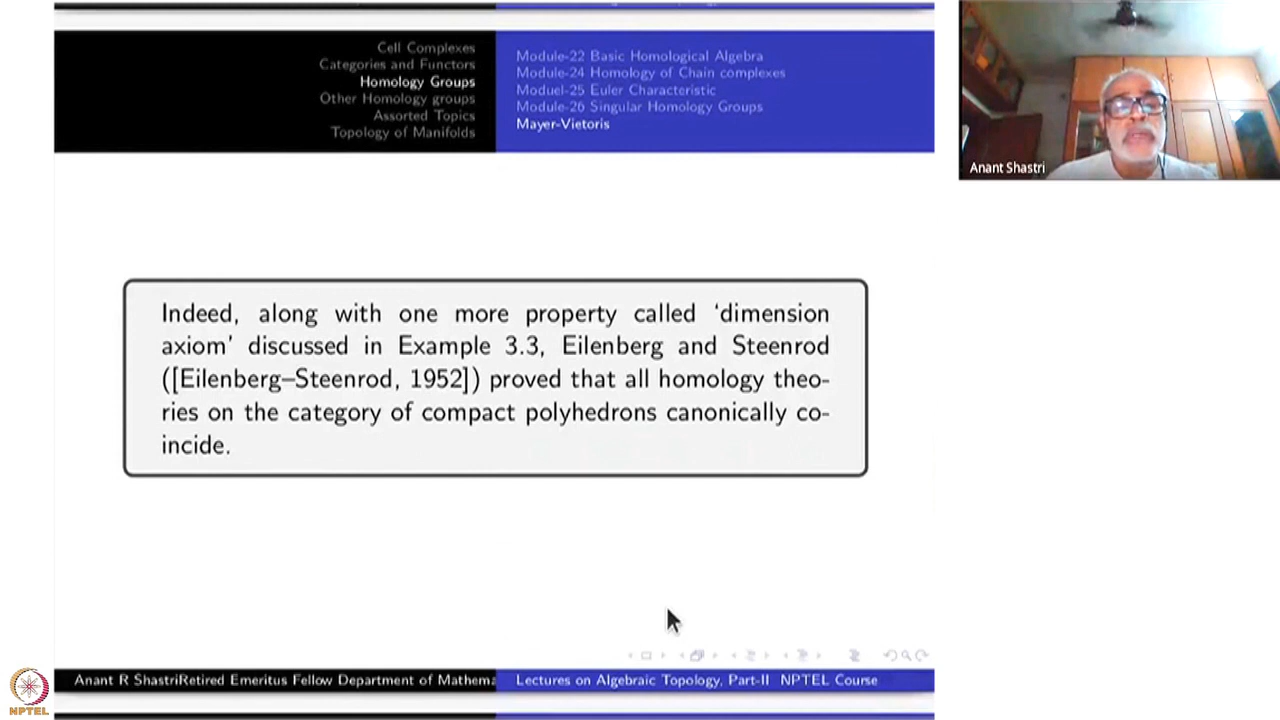 Cell Complexes
Categories and Functors
Homology Groups
Other Homology groups
Assorted Topics
Topology of Manifolds
Module-22 Basic Homological Algebra
Module-24 Homology of Chain complexes
Moduel-25 Euler Characteristic
Module-26 Singular Homology Groups
Mayer-Vietoris
Anant Shastri
Indeed, along with one more property called ‘dimension
axiom’ discussed in Example 3.3, Eilenberg and Steenrod
([Eilenberg–Steenrod, 1952]) proved that all homology theo-
ries on the category of compact polyhedrons canonically co-
incide.
Anant R ShastriRetired Emeritus Fellow Department of Mathema
Lectures on Algebraic Topology, Part-II NPTEL Course
NPTEL